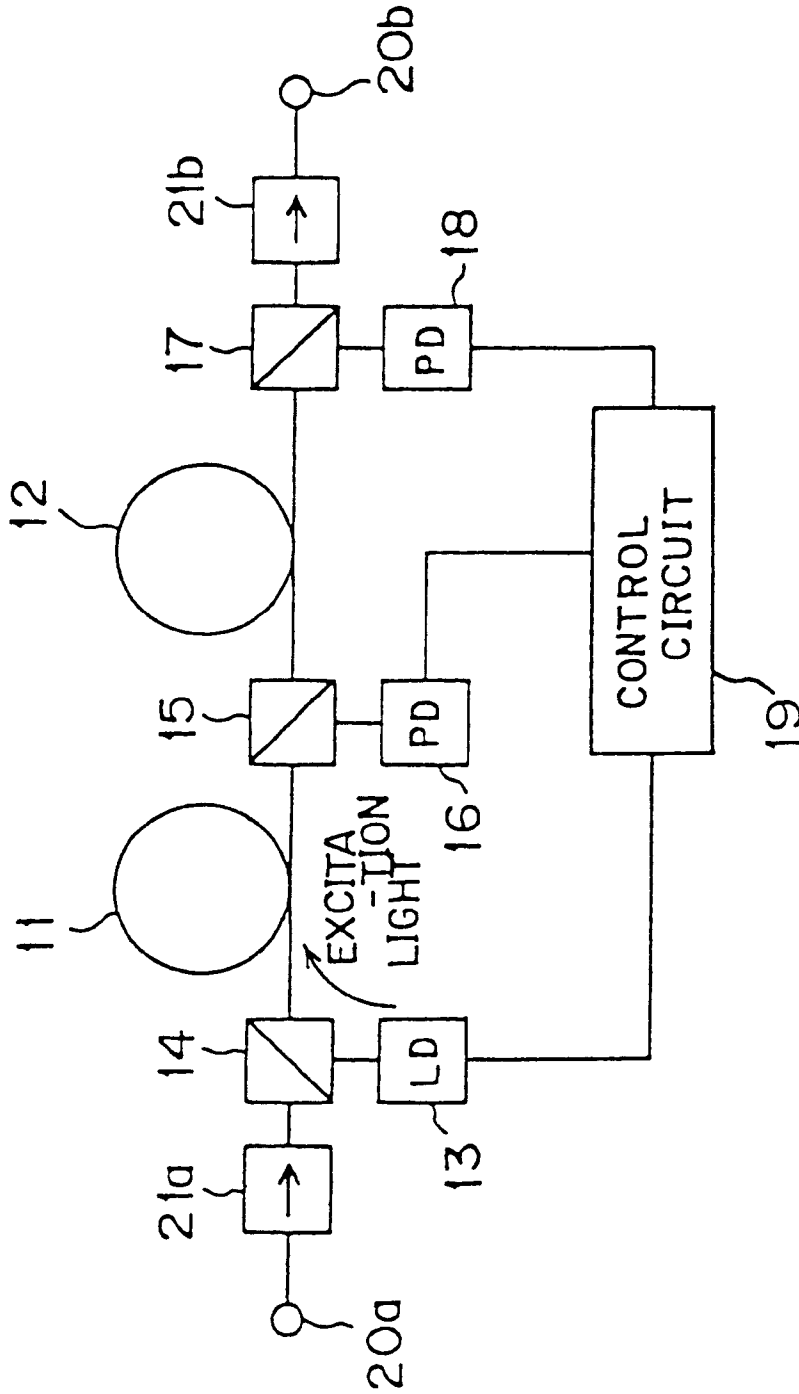 11
12
21a
14
15
17
21b
20a
20b
EXCITA
-TION
LIGHT
13
LD
16
PD
PD
18
CONTROL
CIRCUIT
19